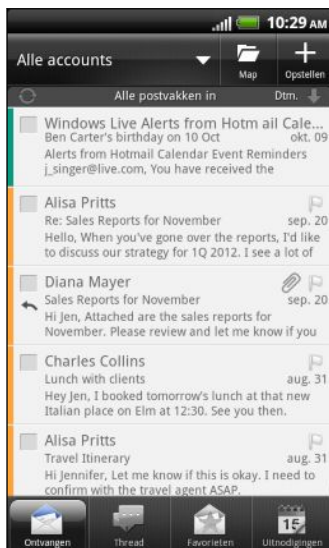 10:29 AM
Alle accounts
Map
Opstellen
Alle postvakken in
Dtm.
Windows Live Alerts from Hotm ail Cale...
Ben Carter's birthday on 10 Oct okt. 09
Alerts from Hotmail Calendar Event Reminders
j_singer@live.com, You have received the
Alisa Pritts
Re: Sales Reports for November sep. 20
Hello, When you've gone over the reports, I'd like
to discuss our strategy for 1Q 2012. I see a lot of
Diana Mayer
Sales Reports for November sep. 20
Hi Jen, Attached are the sales reports for
November. Please review and let me know if you
Charles Collins
Lunch with clients aug. 31
Hey Jen, I booked tomorrow's lunch at that new
Italian place on Elm at 12:30. See you then.
Alisa Pritts
Travel Itinerary aug. 31
Hi Jennifer, Let me know if this is okay. I need to
confirm with the travel agent ASAP.
15
Ontvangen Thread Favorieten Uitnodigingen